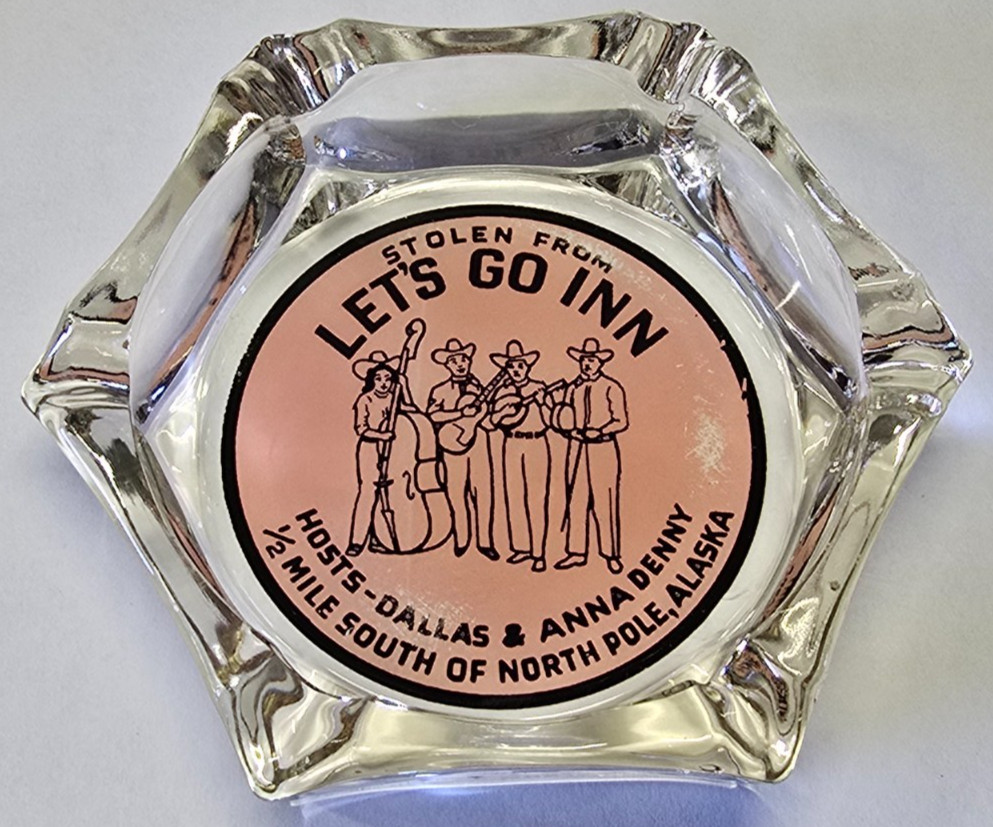 STOLEN FROM
LET'S GO INN
HOSTS-DALLAS & ANNA DENNY
½ MILE SOUTH OF NORTH POLE, ALASKA